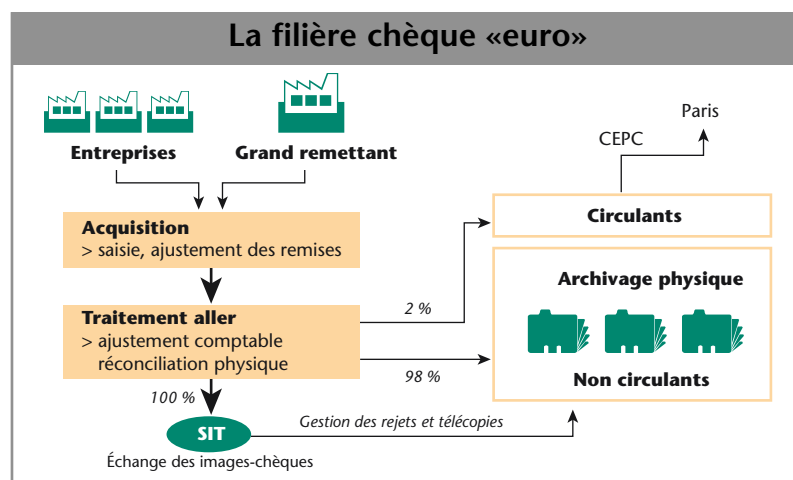 La filière chèque «euro»
Entreprises
Grand remettant
Paris
CEPC
Acquisition
> saisie, ajustement des remises
Circulants
Archivage physique
2 %
Traitement aller
> ajustement comptable
réconciliation physique
98 %
Non circulants
100 %
SIT
Gestion des rejets et télécopies
Échange des images-chèques